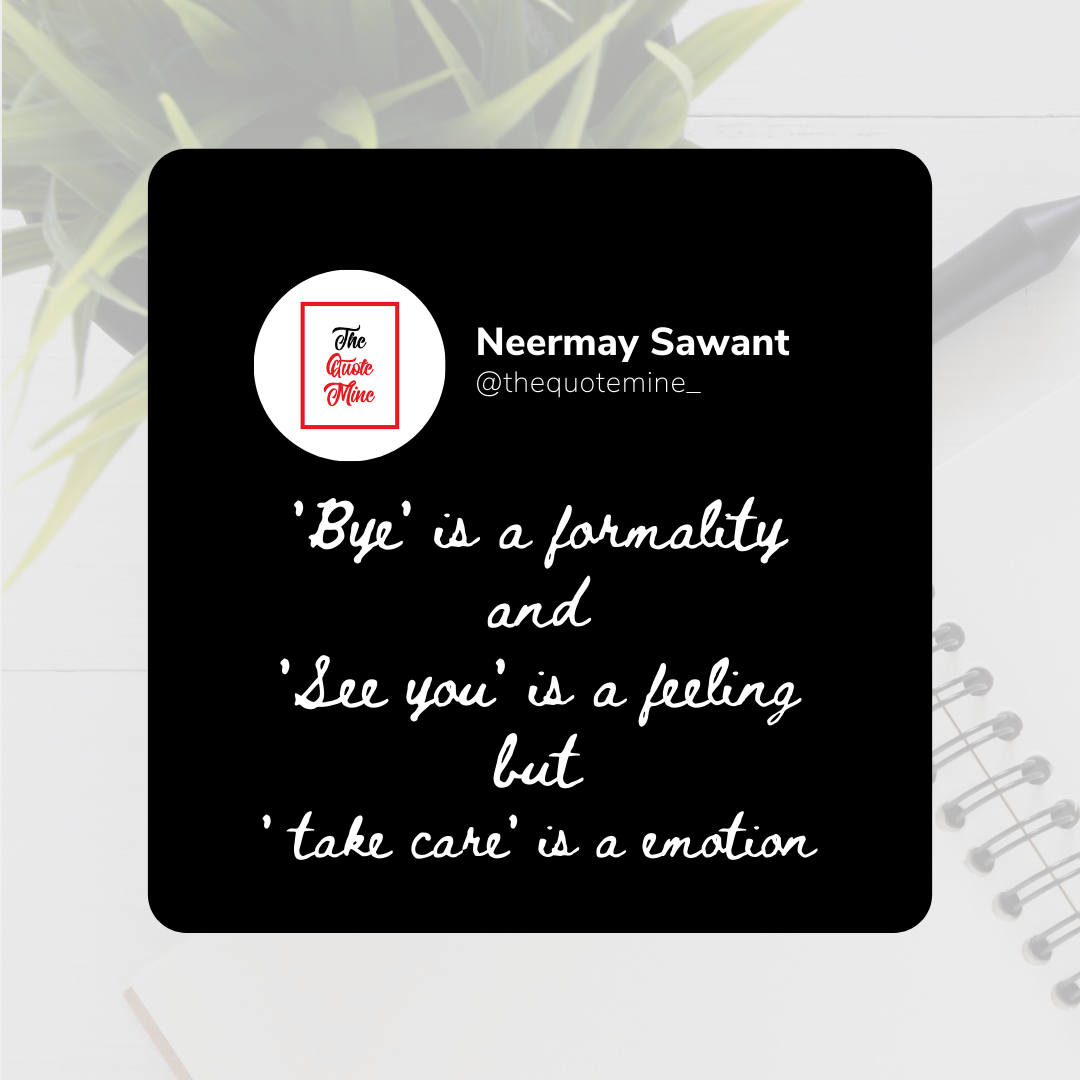 The
Quote
Mine
Neermay Sawant
@thequotemine_
'Bye' is a formality
and
'See you' is a feeling
but
' take care' is a emotion